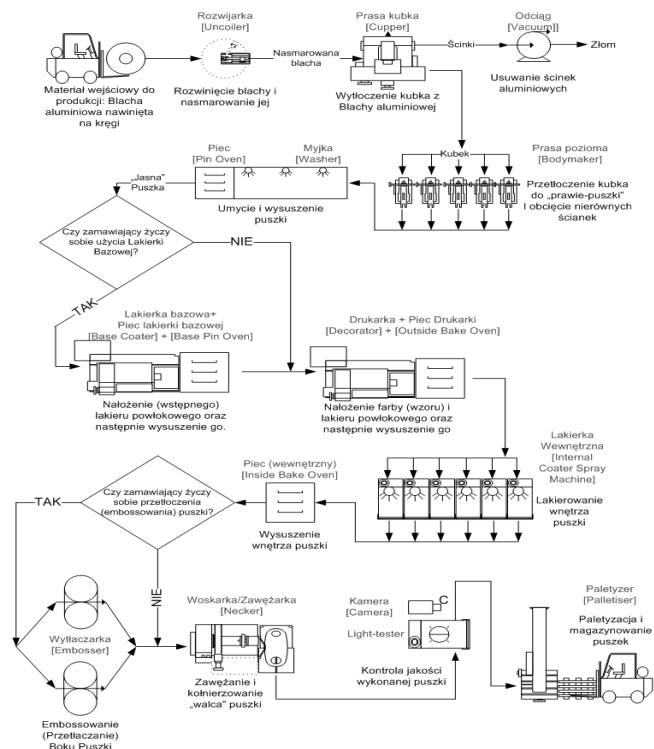 Rozwijarka
[Uncoiler]
Prasa kubka
[Cupper]
Odciąg
[Vacuum]]
Nasmarowana
blacha
Ścinki
Złom
Materiał wejściowy do
produkcji: Blacha
aluminiowa nawinięta
na kręgi
Rozwinięcie blachy i
nasmarowanie jej
Wytłoczenie kubka z
Blachy aluminiowej
Usuwanie ścinek
aluminiowych
Piec
[Pin Oven]
Myjka
[Washer]
Kubek
Prasa pozioma
[Bodymaker]
„Jasna”
Puszka
Umycie i wysuszenie
puszki
Przetłoczenie kubka
do „prawie-puszki”
I obcięcie nierównych
ścianek
Czy zamawiający życzy
sobie użycia Lakierki
Bazowej?
NIE
TAK
Lakierka bazowa+
Piec lakierki bazowej
[Base Coater] + [Base Pin Oven]
Drukarka + Piec Drukarki
[Decorator] + [Outside Bake Oven]
Nałożenie (wstępnego)
lakieru powłokowego oraz
następnie wysuszenie go.
Nałożenie farby (wzoru) i
lakieru powłokowego oraz
następnie wysuszenie go
Lakierka
Wewnętrzna
[Internal
Coater Spray
Machine]
Lakierowanie
wnętrza
puszki
Piec (wewnętrzny)
[Inside Bake Oven]
Wysuszenie
wnętrza puszki
TAK
Czy zamawiający życzy
sobie przetłoczenia
(embossowania) puszki?
NIE
Wytłaczarka
[Embosser]
Woskarka/Zawężarka
[Necker]
Kamera
[Camera]
C
Light-tester
Paletyzer
[Palletiser]
Paletyzacja i
magazynowanie
puszek
Zawężanie i
kołnierzowanie
„walca” puszki
Kontrola jakości
wykonanej puszki
Embossowanie
(Przetłaczanie)
Boku Puszki